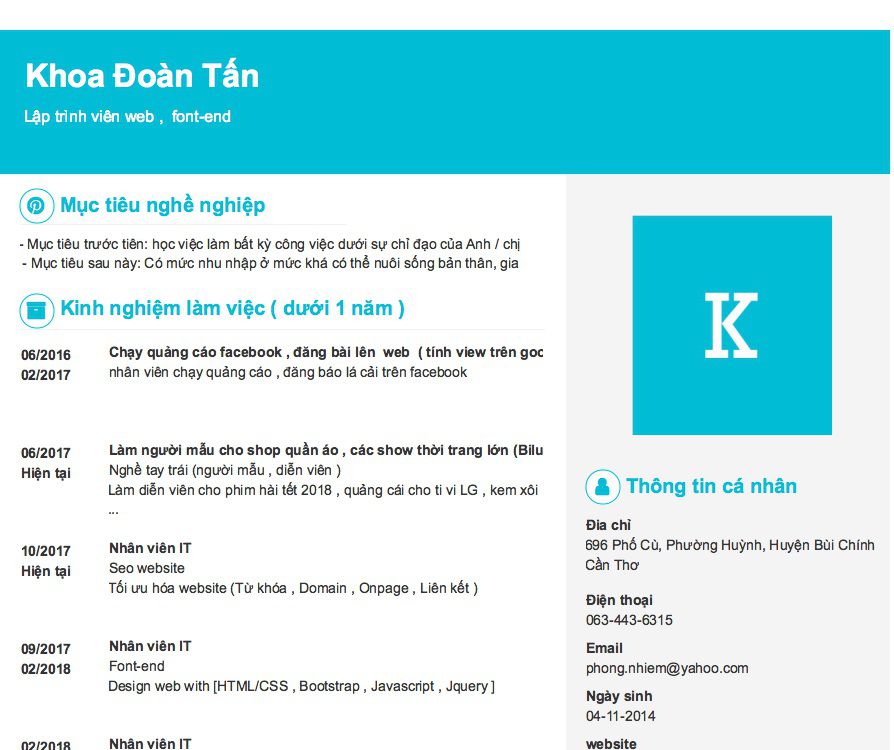 Khoa Đoàn Tấn
Lập trình viên web , font-end
Mục tiêu nghề nghiệp
- Mục tiêu trước tiên: học việc làm bất kỳ công việc dưới sự chỉ đạo của Anh / chị
- Mục tiêu sau này: Có mức nhu nhập ở mức khá có thể nuôi sống bản thân, gia
Kinh nghiệm làm việc ( dưới 1 năm )
06/2016
02/2017
Chạy quảng cáo facebook , đăng bài lên web ( tính view trên goc
nhân viên chạy quảng cáo , đăng báo lá cải trên facebook
06/2017
Hiện tại
Làm người mẫu cho shop quần áo , các show thời trang lớn (Bilu
Nghề tay trái (người mẫu , diễn viên )
Làm diễn viên cho phim hài tết 2018 , quảng cái cho ti vi LG , kem xôi
...
10/2017
Hiện tại
Nhân viên IT
Seo website
Tối ưu hóa website (Từ khóa , Domain , Onpage , Liên kết )
09/2017
02/2018
Nhân viên IT
Font-end
Design web with [HTML/CSS , Bootstrap , Javascript , Jquery ]
02/2018
Nhân viên IT
K
Thông tin cá nhân
Đia chỉ
696 Phố Cù, Phường Huỳnh, Huyện Bùi Chính
Cần Thơ
Điện thoại
063-443-6315
Email
phong.nhiem@yahoo.com
Ngày sinh
04-11-2014
website